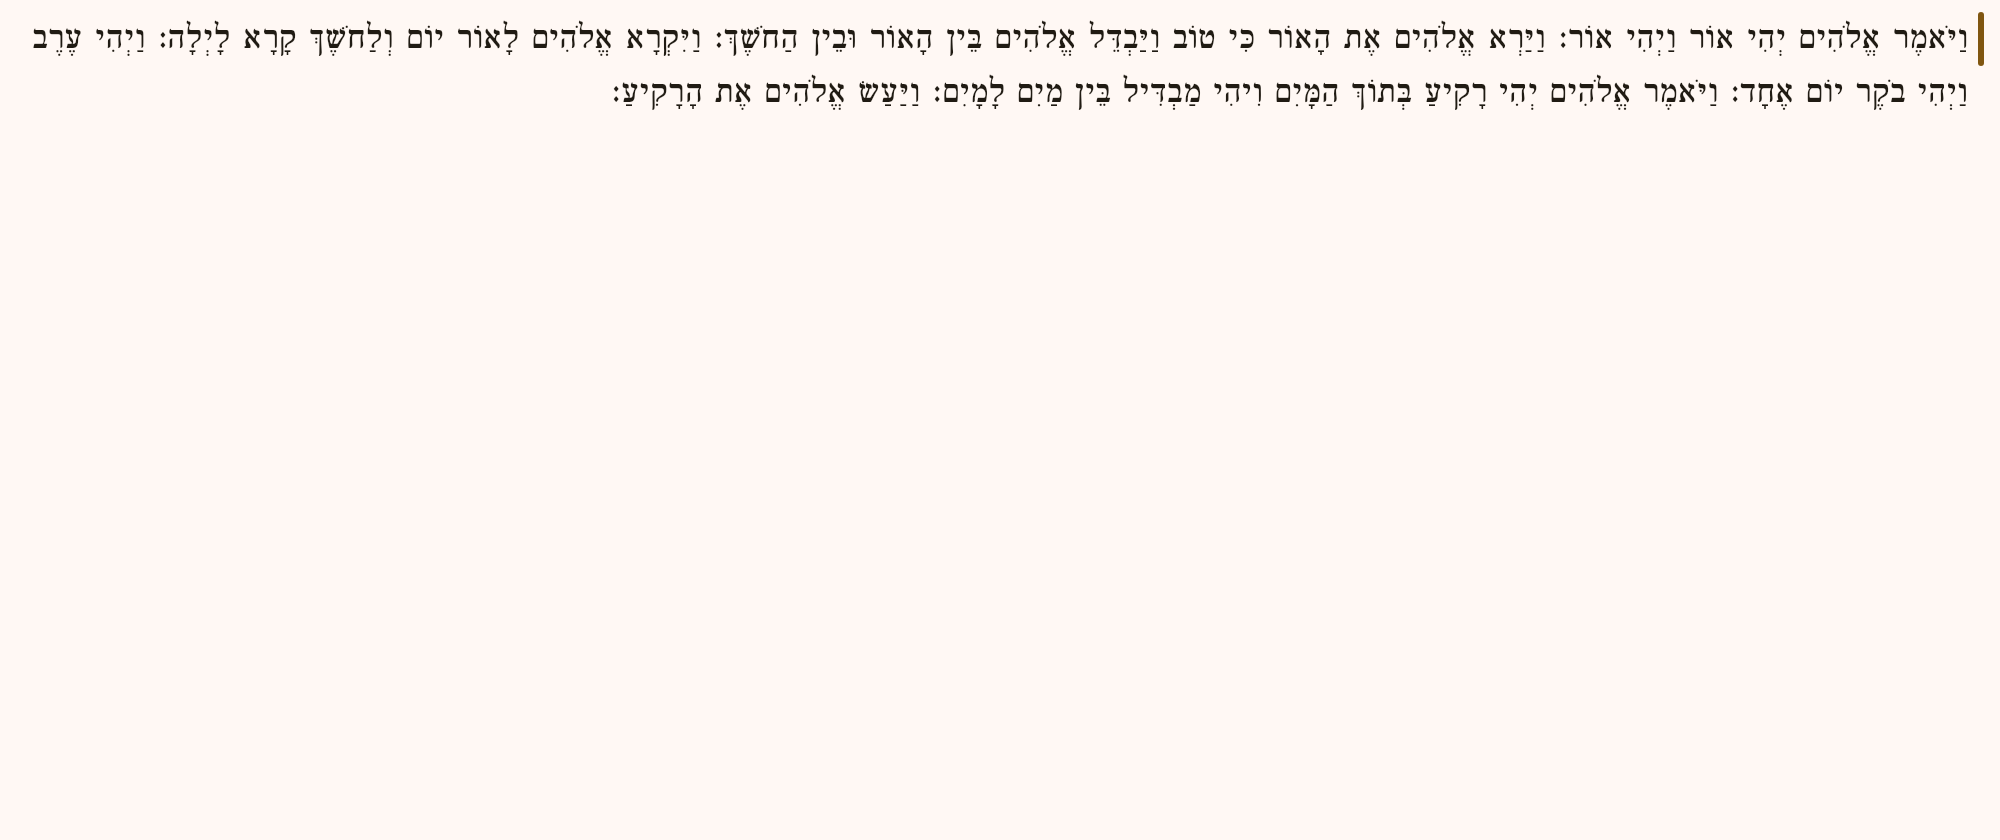 וַיֹּאמֶר אֱלֹהִים יְהִי אוֹר וַיְהִי אוֹר: וַיַּרְא אֱלֹהִים אֶת הָאוֹר כִּי טוֹב וַיַּבְדֵּל אֱלֹהִים בֵּין הָאוֹר וּבֵין הַחֹשֶׁךְ: וַיִּקְרָא אֱלֹהִים לָאוֹר יוֹם וְלַחֹשֶׁךְ קָרָא לָיְלָה: וַיְהִי עֶרֶב
וַיְהִי בֹקֶר יוֹם אֶחָד: וַיֹּאמֶר אֱלֹהִים יְהִי רָקִיעַ בְּתוֹךְ הַמָּיִם וִיהִי מַבְדִּיל בֵּין מַיִם לָמָיִם: וַיַּעַשׂ אֱלֹהִים אֶת הָרָקִיעַ: